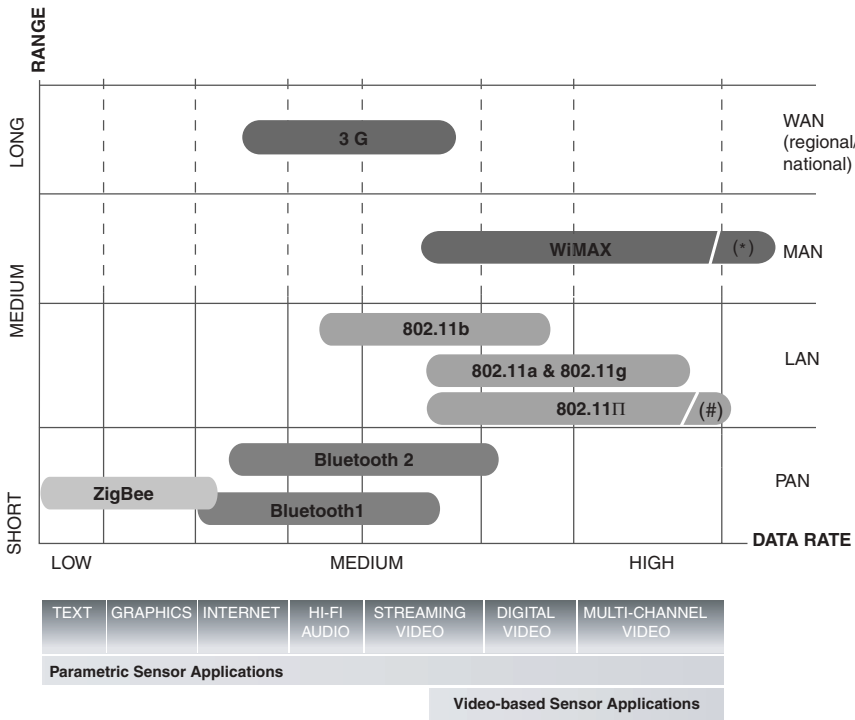 RANGE
LONG
3 G
WAN
(regional/
national)
MEDIUM
WiMAX
(*)
MAN
802.11b
802.11a & 802.11g
802.11Π
(#)
LAN
SHORT
Bluetooth 2
ZigBee
Bluetooth1
PAN
DATA RATE
LOW
MEDIUM
HIGH
TEXT
GRAPHICS
INTERNET
HI-FI
AUDIO
STREAMING
VIDEO
DIGITAL
VIDEO
MULTI-CHANNEL
VIDEO
Parametric Sensor Applications
Video-based Sensor Applications